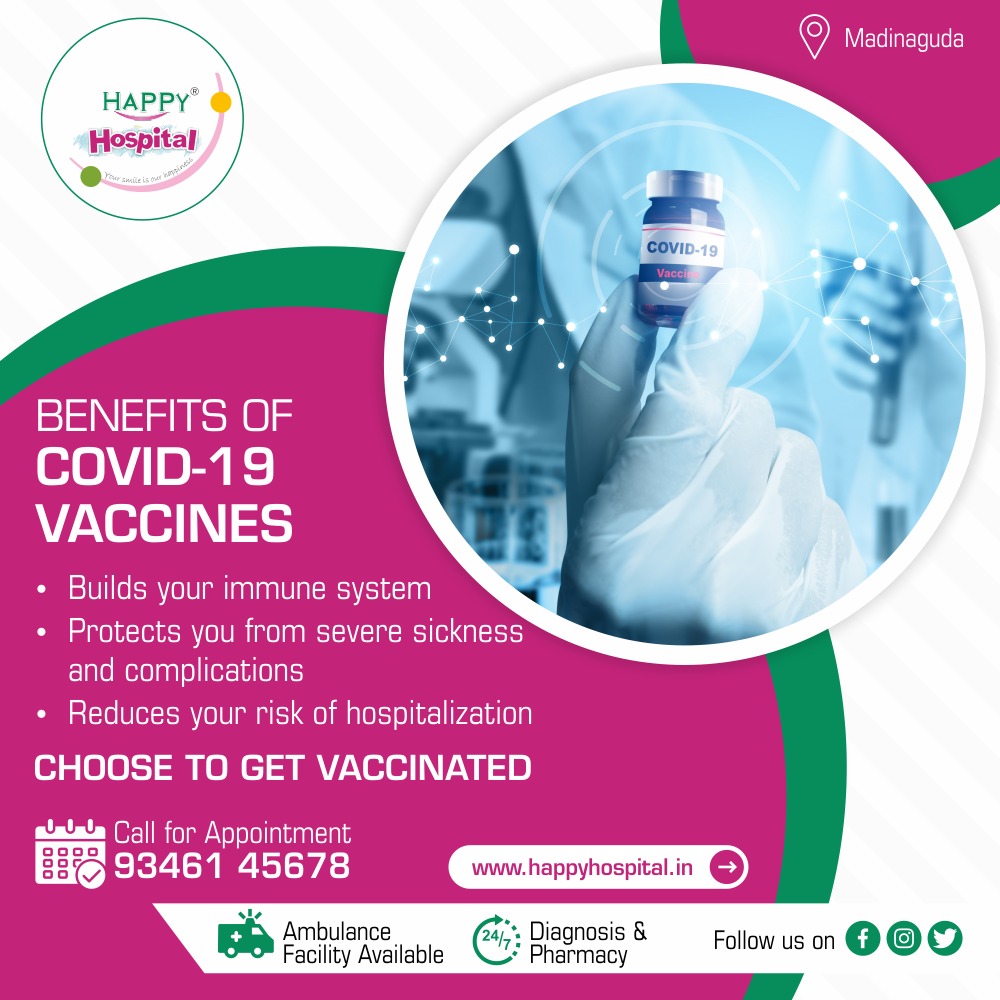 Madinaguda
HAPPY®
Hospital
Your smile is our happiness
COVID-19
Vaccine
BENEFITS OF
COVID-19
VACCINES
• Builds your immune system
• Protects you from severe sickness
and complications
• Reduces your risk of hospitalization
CHOOSE TO GET VACCINATED
Call for Appointment
93461 45678
www.happyhospital.in
Ambulance
Facility Available
24/7
Diagnosis &
Pharmacy
Follow us on